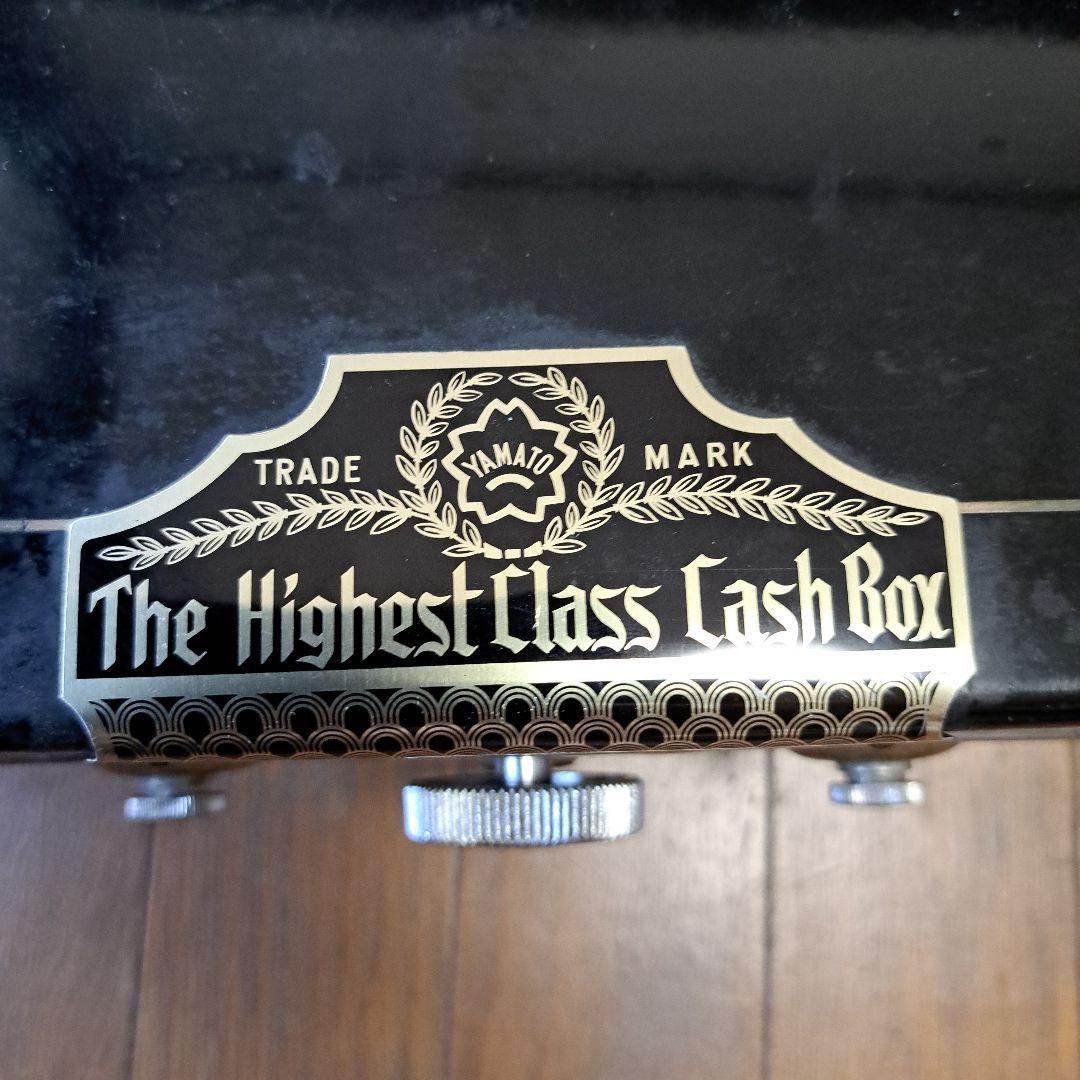 TRADE MARK
YAMATO
The Highest Class Cash Box